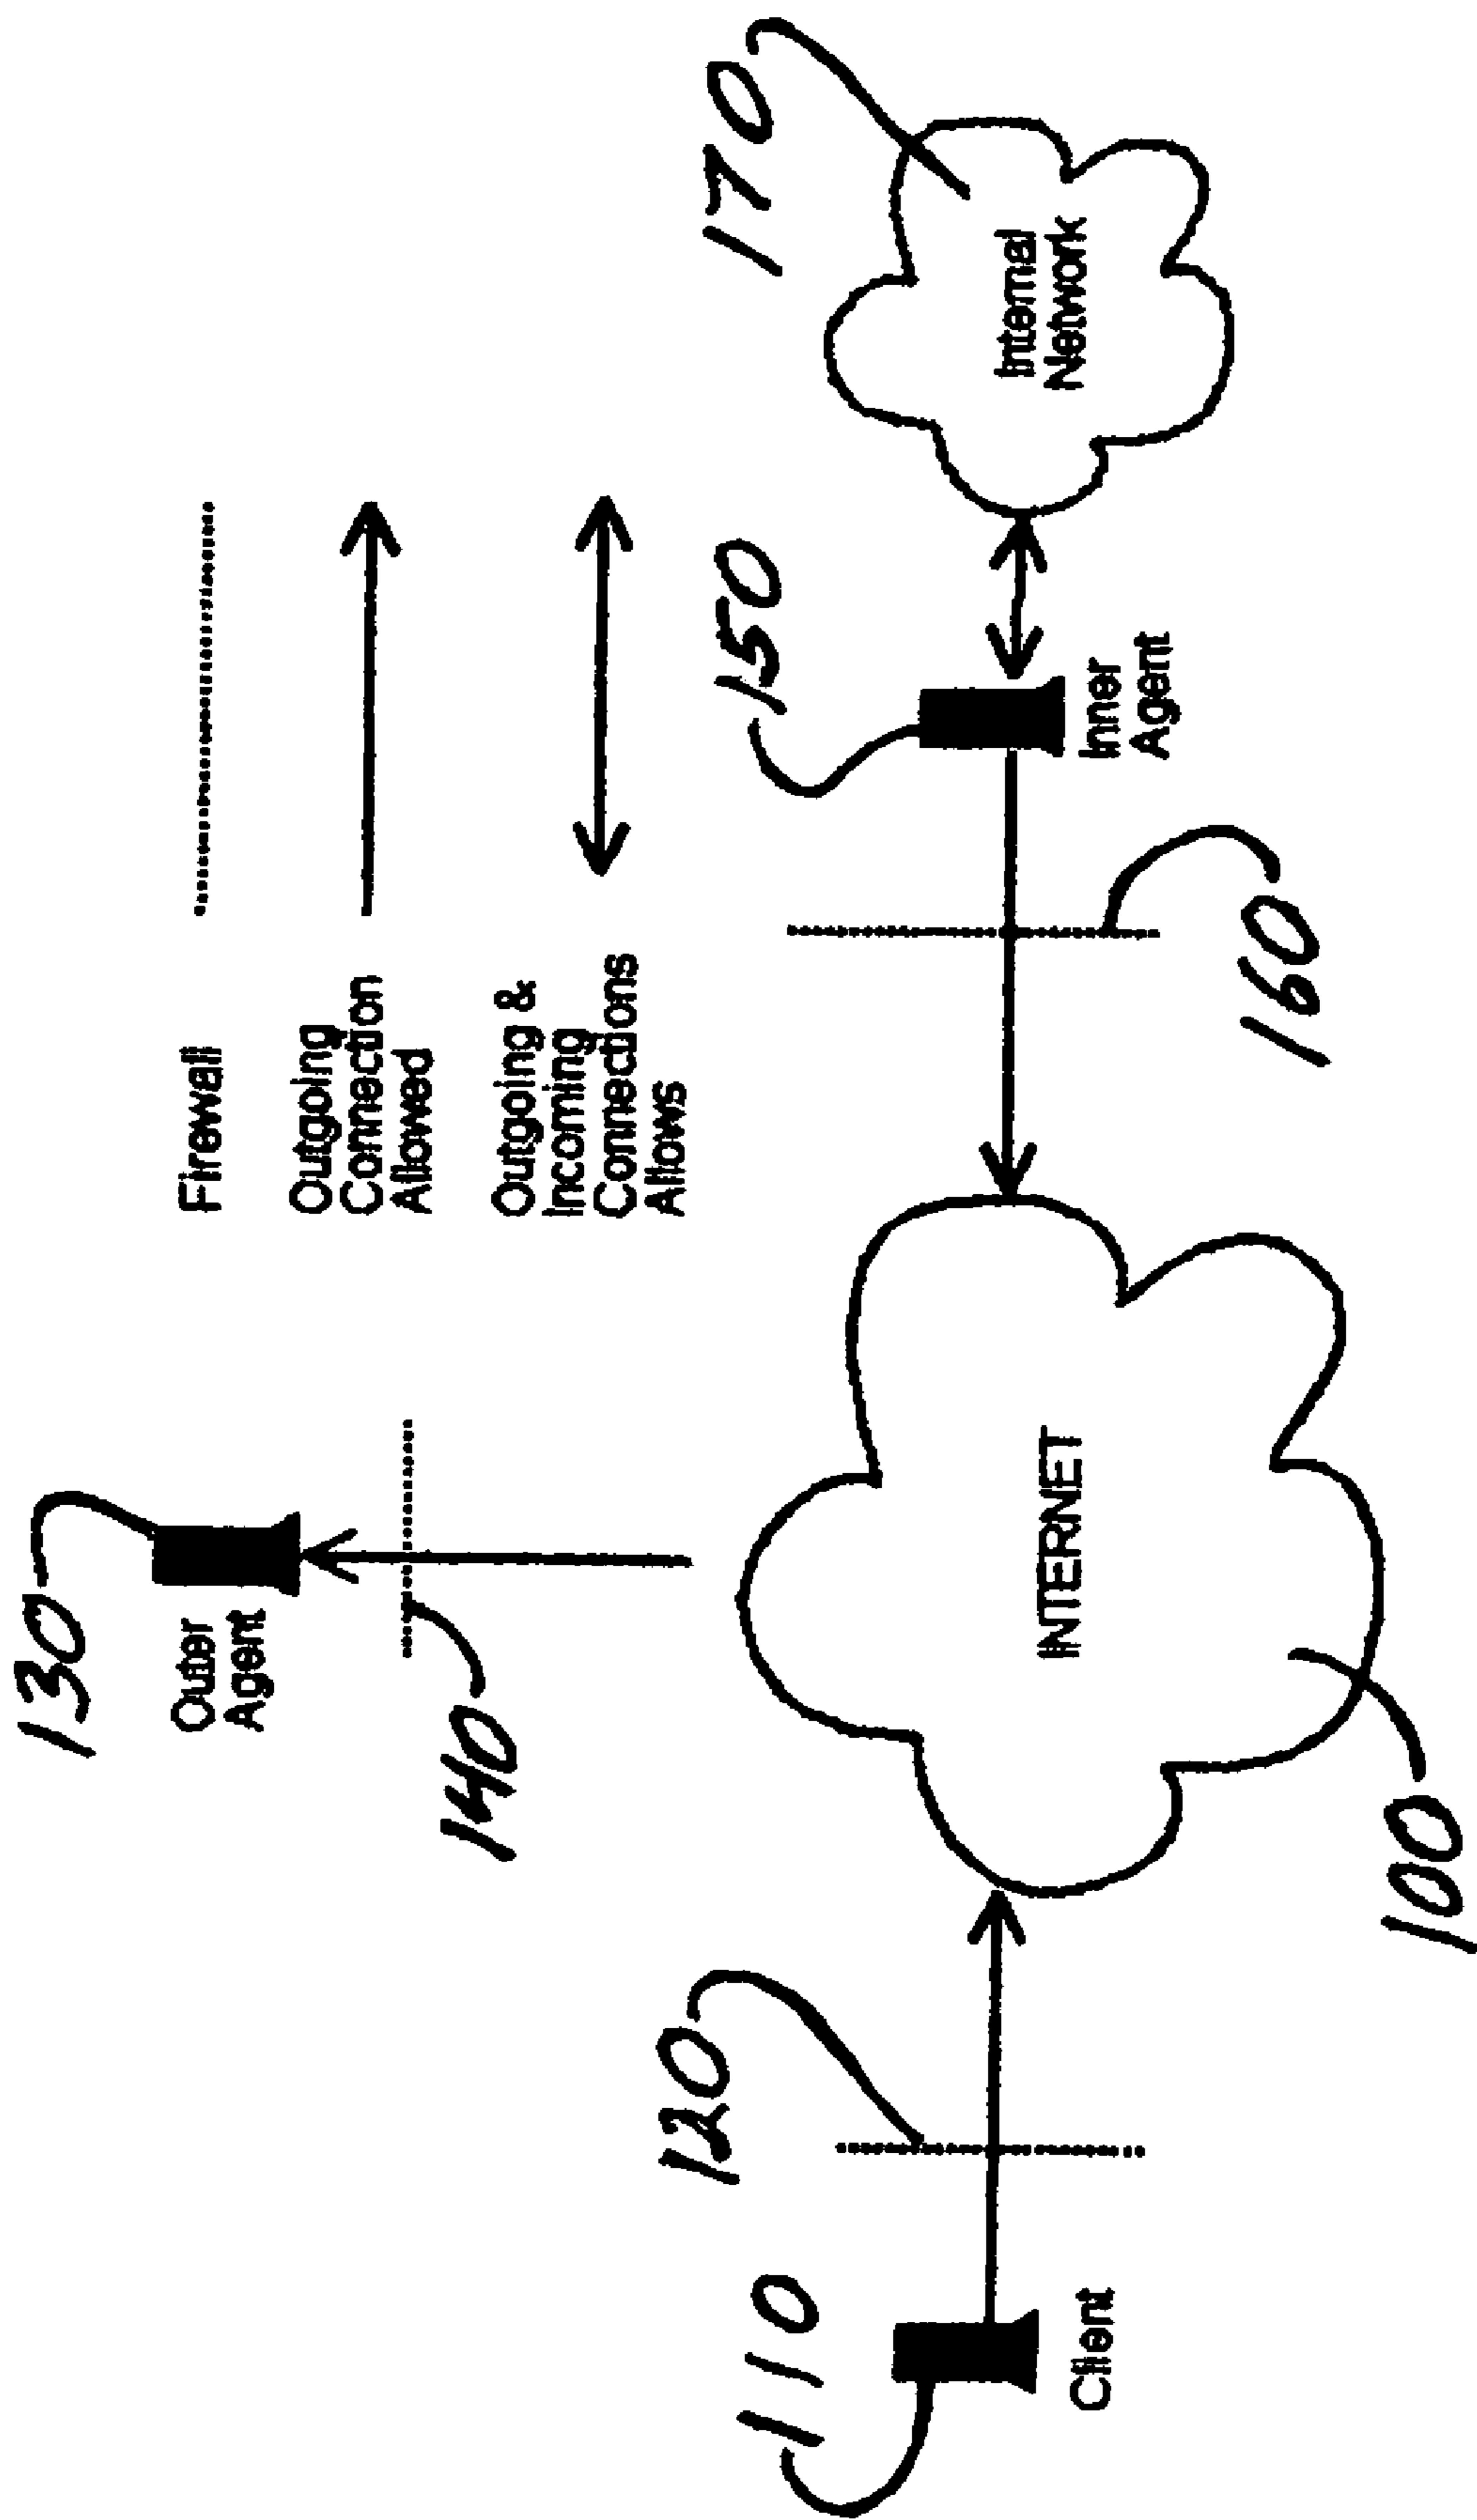 130
Outer
Agent
140
Firewall
Outgoing
Connection
Allowed
Outgoing &
Incoming
Connections
Allows
110
Client
120
INTERNET
100
160
150
Inner
Agent
170
Internal
Network